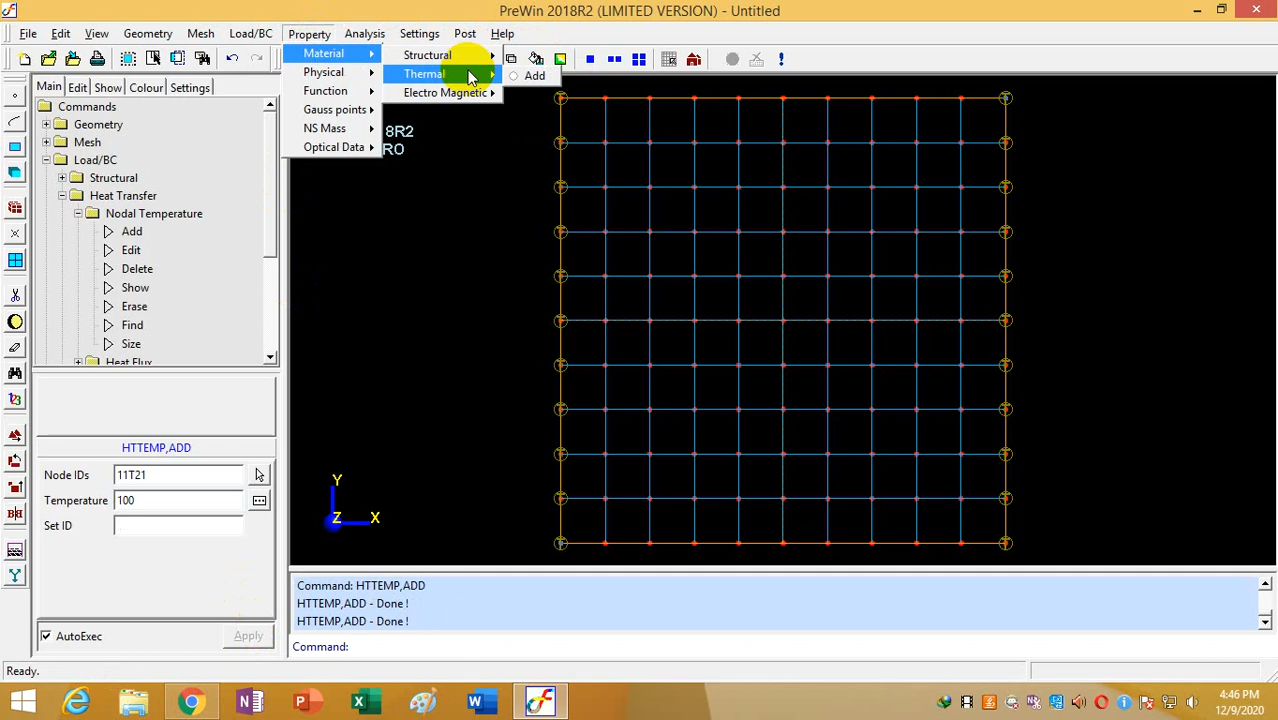 PreWin 2018R2 (LIMITED VERSION) - Untitled
File Edit View Geometry Mesh Load/BC Property Analysis Settings Post Help
Material
Physical
Function
Gauss points
NS Mass
Optical Data
Structural
Thermal
Electro Magnetic
Add
8R2
RO
Main Edit Show Colour Settings
Commands
Geometry
Mesh
Load/BC
Structural
Heat Transfer
Nodal Temperature
Add
Edit
Delete
Show
Erase
Find
Size
Heat Flux
HTTEMP,ADD
Node IDs 11T21
Temperature 100
Set ID
AutoExec Apply
Y
Z X
Command: HTTEMP,ADD
HTTEMP,ADD - Done !
HTTEMP,ADD - Done !
Command:
Ready.
4:46 PM
12/9/2020